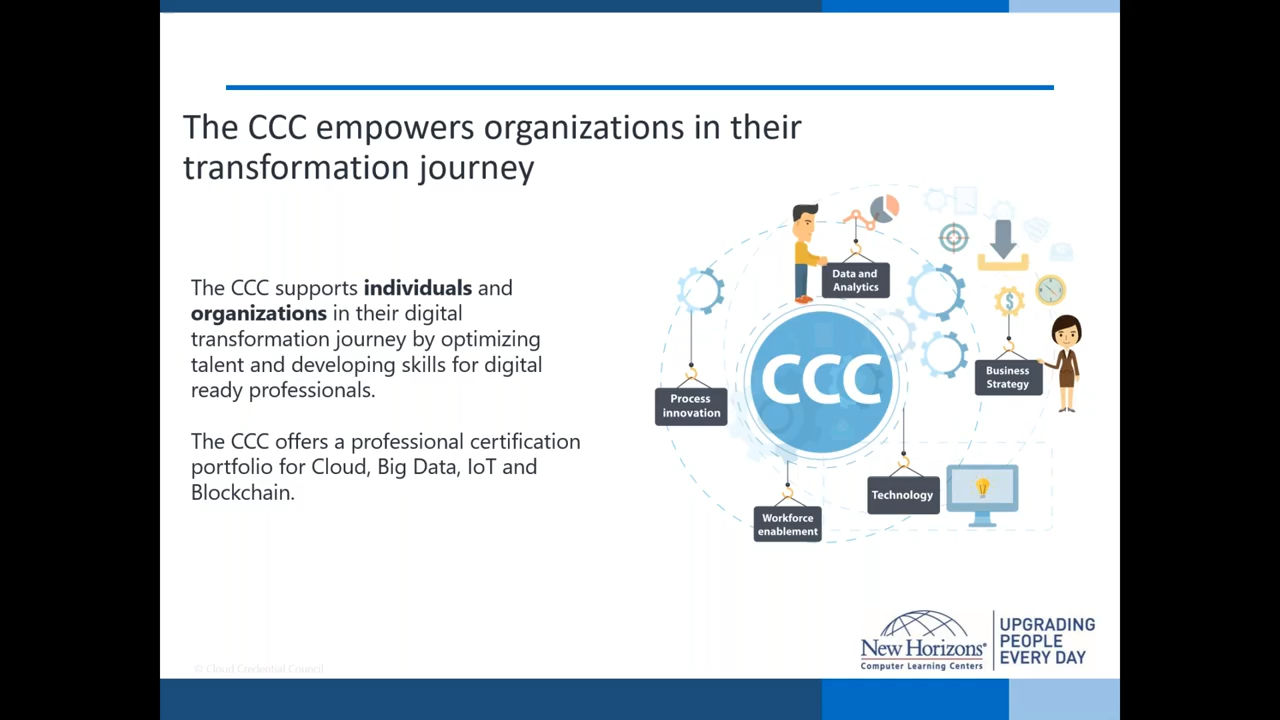 The CCC empowers organizations in their
transformation journey
The CCC supports individuals and
organizations in their digital
transformation journey by optimizing
talent and developing skills for digital
ready professionals.
The CCC offers a professional certification
portfolio for Cloud, Big Data, IoT and
Blockchain.
Data and
Analytics
CCC
$
Business
Strategy
Process
innovation
Technology
Workforce
enablement
© Cloud Credential Council
New Horizons®
Computer Learning Centers
UPGRADING
PEOPLE
EVERY DAY